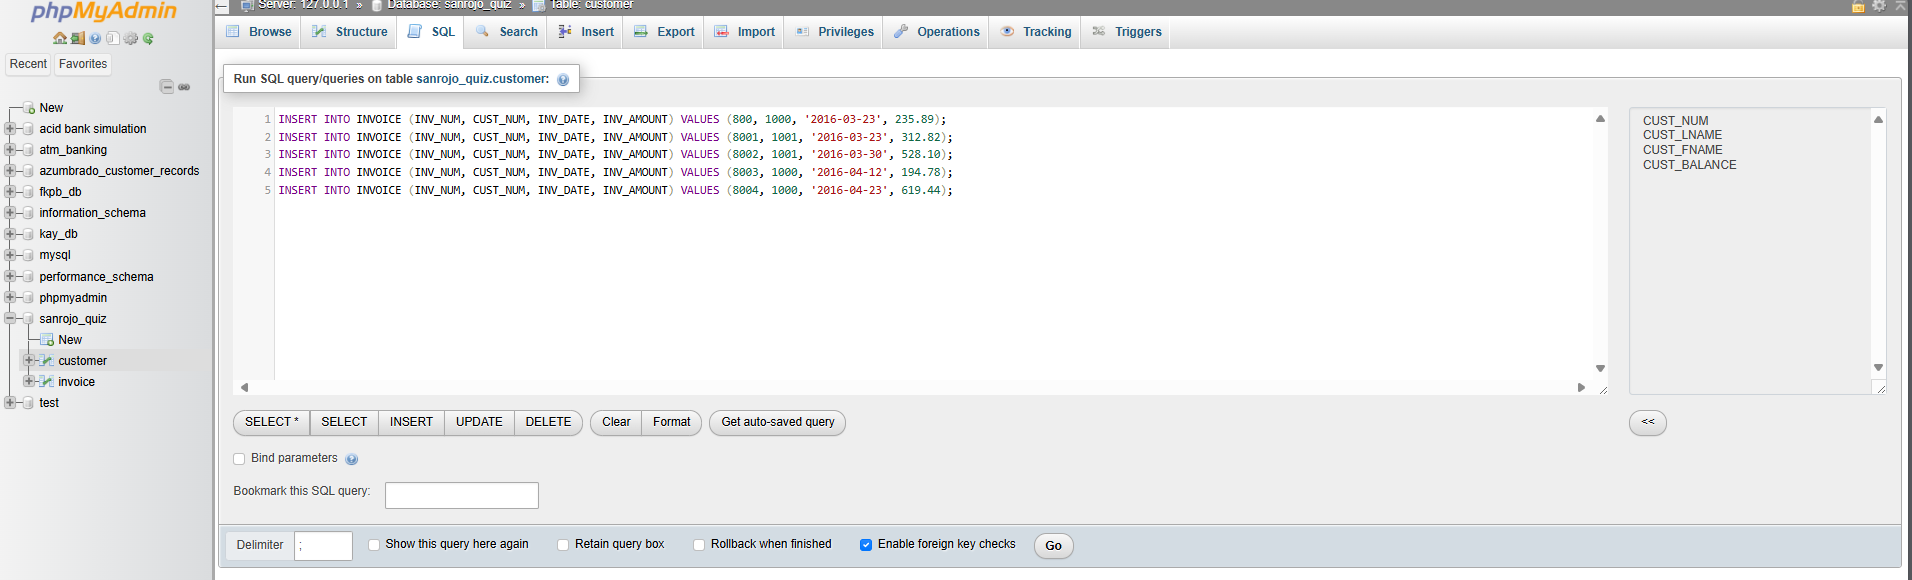 phpMyAdmin
Recent Favorites
New
acid bank simulation
atm_banking
azumbrado_customer_records
fkpb_db
information_schema
kay_db
mysql
performance_schema
phpmyadmin
sanrojo_quiz
New
customer
invoice
test
Server: 127.0.0.1 » Database: sanrojo_quiz » Table: customer
Browse Structure SQL Search Insert Export Import Privileges Operations Tracking Triggers
Run SQL query/queries on table sanrojo_quiz.customer:
1 INSERT INTO INVOICE (INV_NUM, CUST_NUM, INV_DATE, INV_AMOUNT) VALUES (800, 1000, '2016-03-23', 235.89);
2 INSERT INTO INVOICE (INV_NUM, CUST_NUM, INV_DATE, INV_AMOUNT) VALUES (8001, 1001, '2016-03-23', 312.82);
3 INSERT INTO INVOICE (INV_NUM, CUST_NUM, INV_DATE, INV_AMOUNT) VALUES (8002, 1001, '2016-03-30', 528.10);
4 INSERT INTO INVOICE (INV_NUM, CUST_NUM, INV_DATE, INV_AMOUNT) VALUES (8003, 1000, '2016-04-12', 194.78);
5 INSERT INTO INVOICE (INV_NUM, CUST_NUM, INV_DATE, INV_AMOUNT) VALUES (8004, 1000, '2016-04-23', 619.44);
CUST_NUM
CUST_LNAME
CUST_FNAME
CUST_BALANCE
SELECT * SELECT INSERT UPDATE DELETE Clear Format Get auto-saved query <<
Bind parameters
Bookmark this SQL query:
Delimiter ; Show this query here again Retain query box Rollback when finished Enable foreign key checks Go